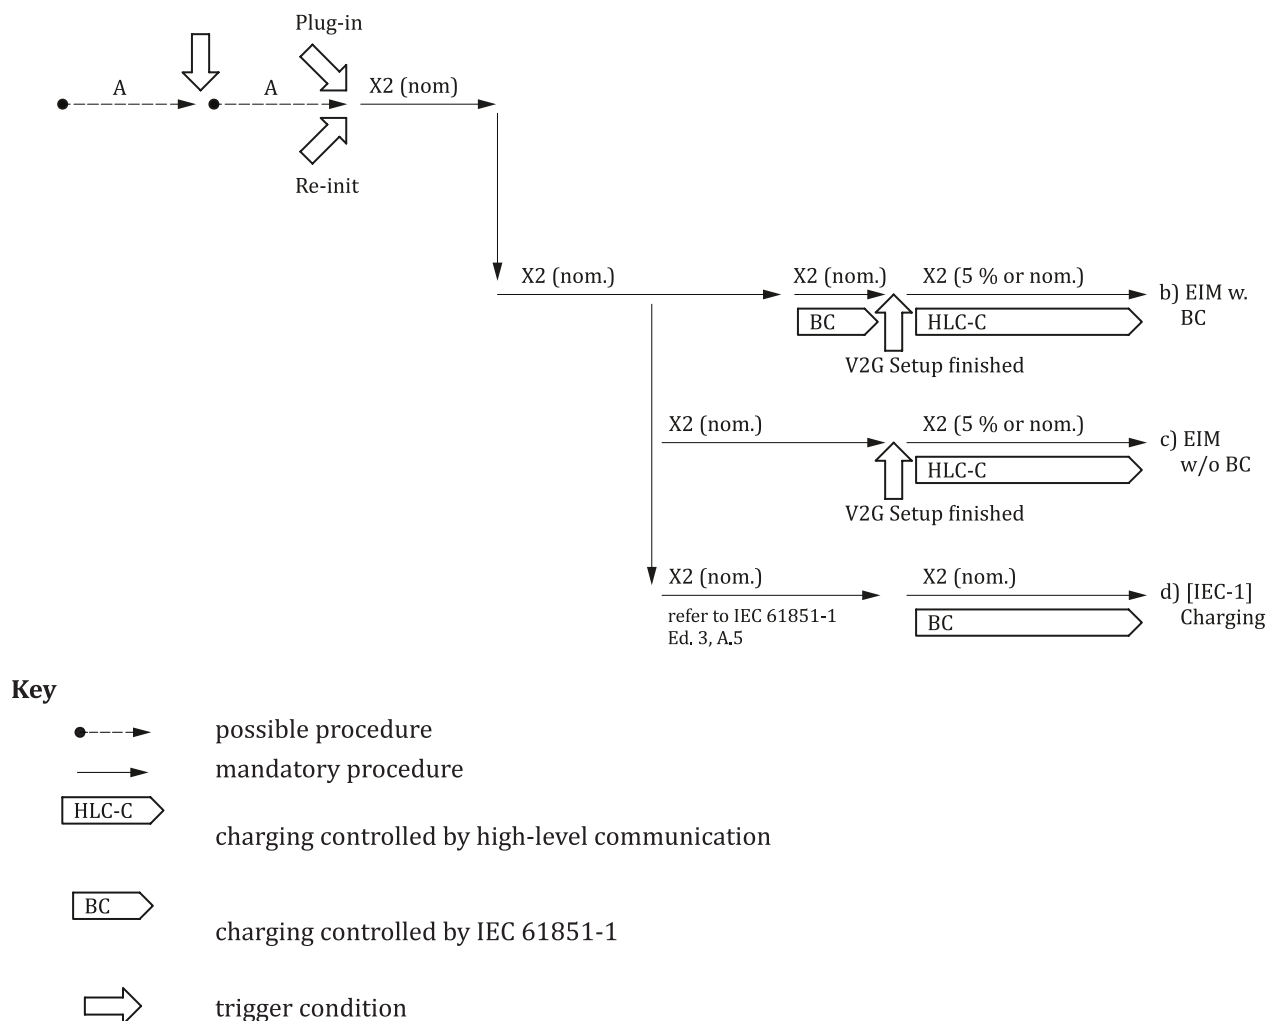 Plug-in
A
A
X2 (nom)
Re-init
X2 (nom.)
X2 (nom.)
X2 (5 % or nom.)
b) EIM w.
BC
BC
HLC-C
V2G Setup finished
X2 (nom.)
X2 (5 % or nom.)
c) EIM
w/o BC
HLC-C
V2G Setup finished
X2 (nom.)
X2 (nom.)
d) [IEC-1]
Charging
refer to IEC 61851-1
Ed. 3, A.5
BC
Key
possible procedure
mandatory procedure
HLC-C
charging controlled by high-level communication
BC
charging controlled by IEC 61851-1
trigger condition